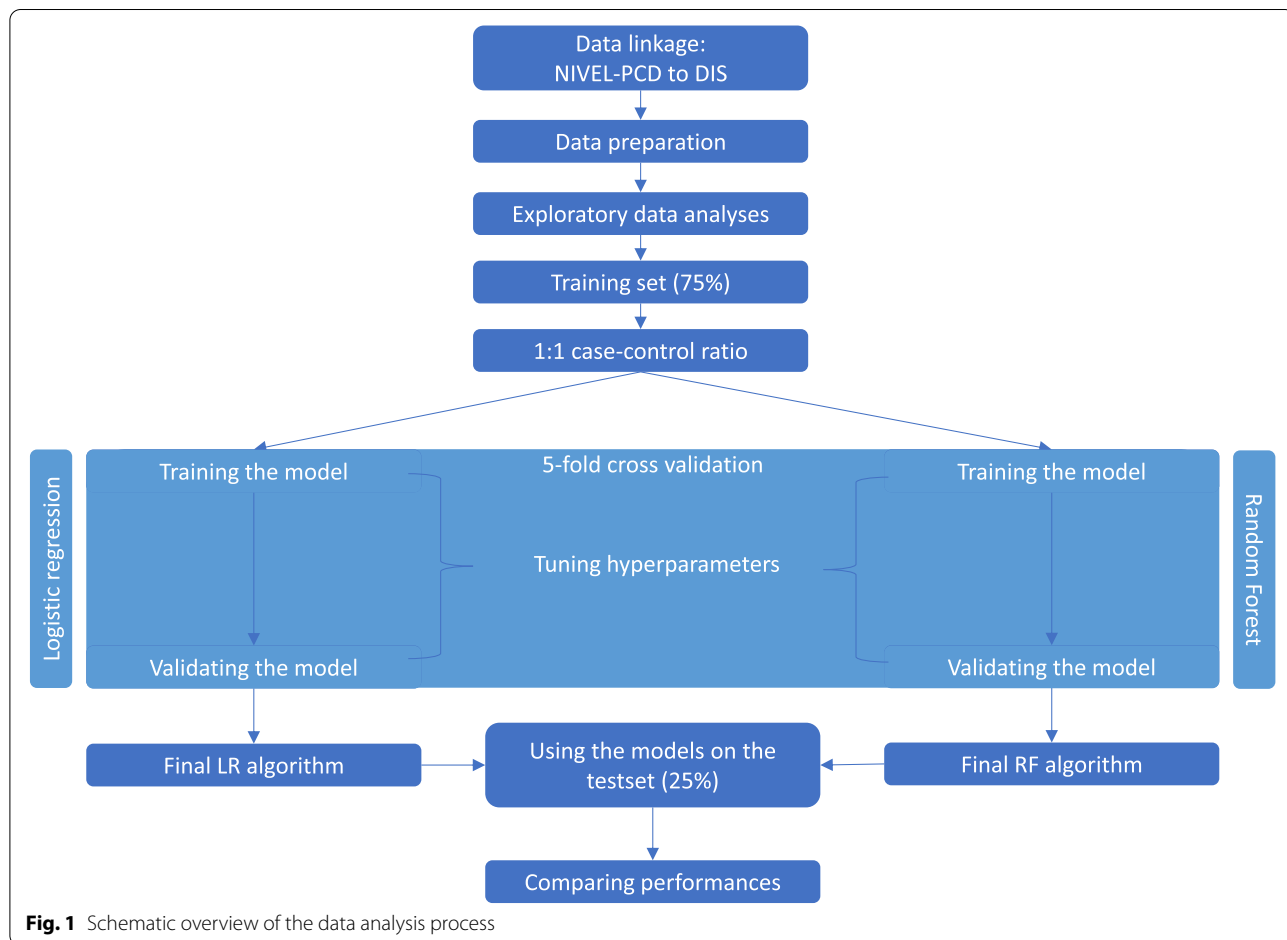 Data linkage:
NIVEL-PCD to DIS
Data preparation
Exploratory data analyses
Training set (75%)
1:1 case-control ratio
Logistic regression
Training the model
5-fold cross validation
Training the model
Random Forest
Tuning hyperparameters
Validating the model
Validating the model
Final LR algorithm
Using the models on the
testset (25%)
Final RF algorithm
Comparing performances
Fig. 1 Schematic overview of the data analysis process